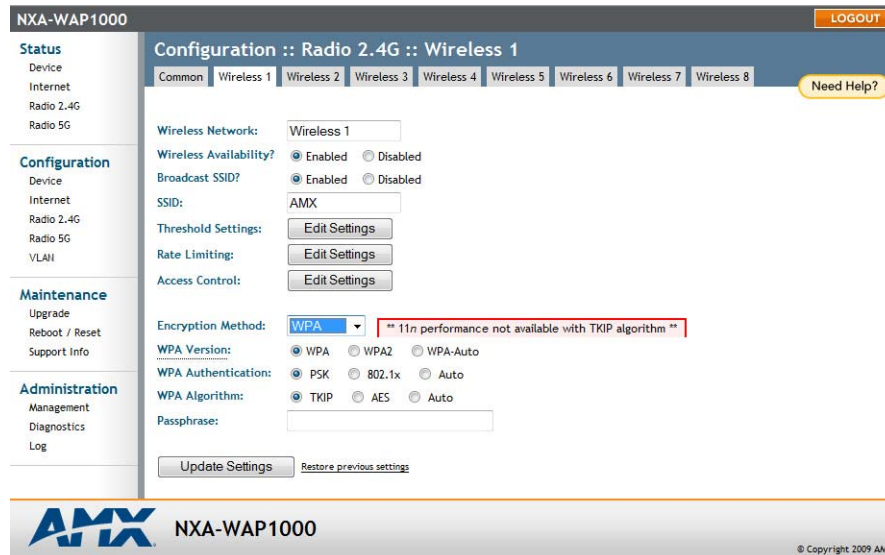 NXA-WAP1000
LOGOUT
Status
Device
Internet
Radio 2.4G
Radio 5G
Configuration
Device
Internet
Radio 2.4G
Radio 5G
VLAN
Maintenance
Upgrade
Reboot / Reset
Support Info
Administration
Management
Diagnostics
Log
Configuration :: Radio 2.4G :: Wireless 1
Common Wireless 1 Wireless 2 Wireless 3 Wireless 4 Wireless 5 Wireless 6 Wireless 7 Wireless 8
Need Help?
Wireless Network: Wireless 1
Wireless Availability? Enabled Disabled
Broadcast SSID? Enabled Disabled
SSID: AMX
Threshold Settings: Edit Settings
Rate Limiting: Edit Settings
Access Control: Edit Settings
Encryption Method: WPA ** 11n performance not available with TKIP algorithm **
WPA Version: WPA WPA2 WPA-Auto
WPA Authentication: PSK 802.1x Auto
WPA Algorithm: TKIP AES Auto
Passphrase:
Update Settings Restore previous settings
AMX NXA-WAP1000
© Copyright 2009